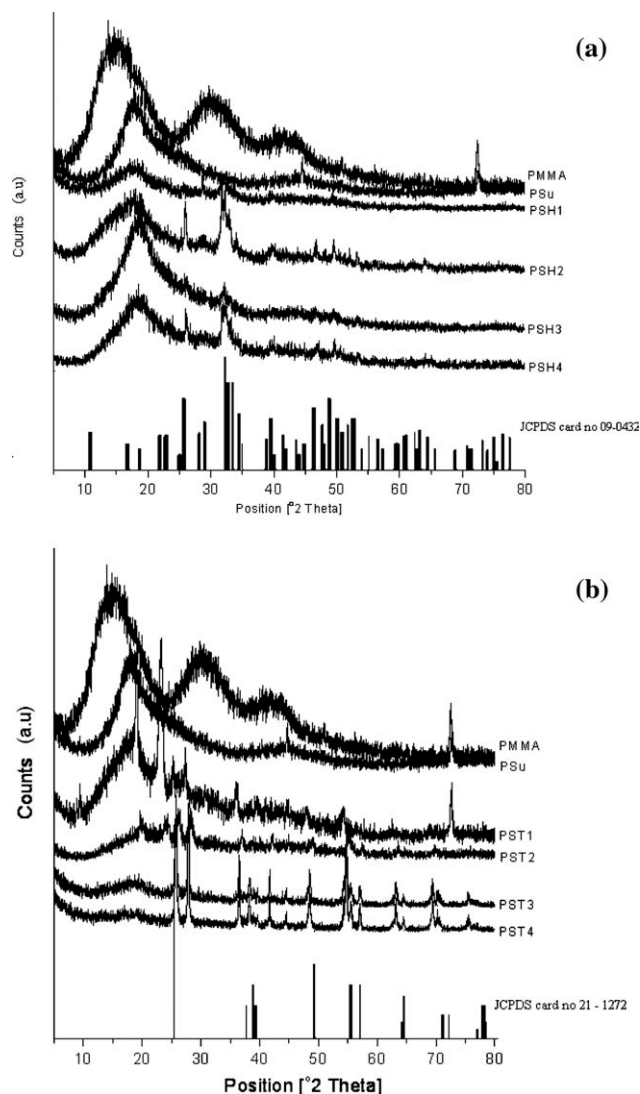 (a)
Counts (a.u)
PMMA
PSu
PSH1
PSH2
PSH3
PSH4
JCPDS card no 09-0432
10 20 30 40 50 60 70 80
Position [°2 Theta]
(b)
Counts (a.u)
PMMA
PSu
PST1
PST2
PST3
PST4
JCPDS card no 21 - 1272
10 20 30 40 50 60 70 80
Position [°2 Theta]